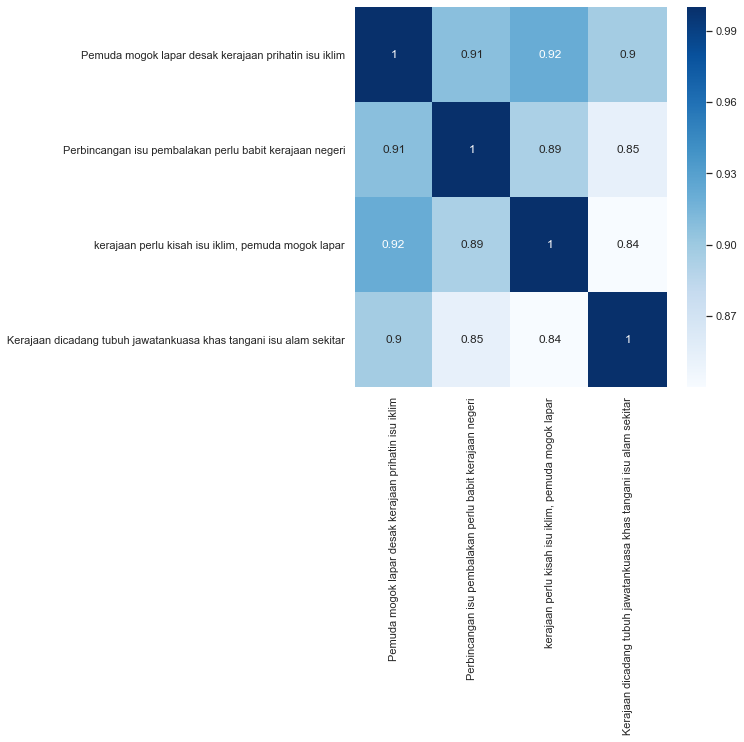 Pemuda mogok lapar desak kerajaan prihatin isu iklim
1 0.91 0.92 0.9
Perbincangan isu pembalakan perlu babit kerajaan negeri
0.91 1 0.89 0.85
kerajaan perlu kisah isu iklim, pemuda mogok lapar
0.92 0.89 1 0.84
Kerajaan dicadang tubuh jawatankuasa khas tangani isu alam sekitar
0.9 0.85 0.84 1
0.99
0.96
0.93
0.90
0.87
Pemuda mogok lapar desak kerajaan prihatin isu iklim
Perbincangan isu pembalakan perlu babit kerajaan negeri
kerajaan perlu kisah isu iklim, pemuda mogok lapar
Kerajaan dicadang tubuh jawatankuasa khas tangani isu alam sekitar